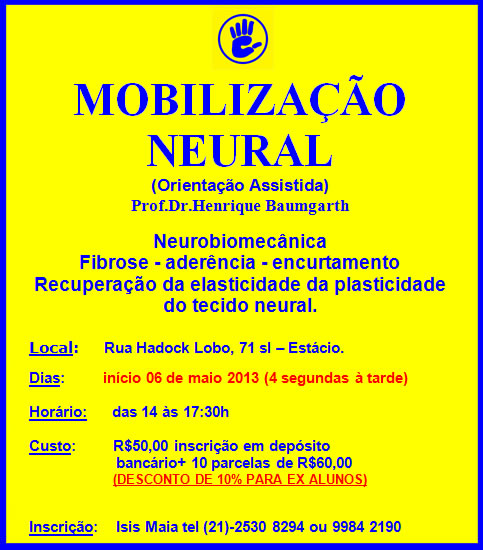 MOBILIZAÇÃO
NEURAL
(Orientação Assistida)
Prof.Dr.Henrique Baumgarth
Neurobiomecânica
Fibrose - aderência - encurtamento
Recuperação da elasticidade da plasticidade
do tecido neural.
Local: Rua Hadock Lobo, 71 sl – Estácio.
Dias: início 06 de maio 2013 (4 segundas à tarde)
Horário: das 14 às 17:30h
Custo: R$50,00 inscrição em depósito
bancário+ 10 parcelas de R$60,00
(DESCONTO DE 10% PARA EX ALUNOS)
Inscrição: Isis Maia tel (21)-2530 8294 ou 9984 2190